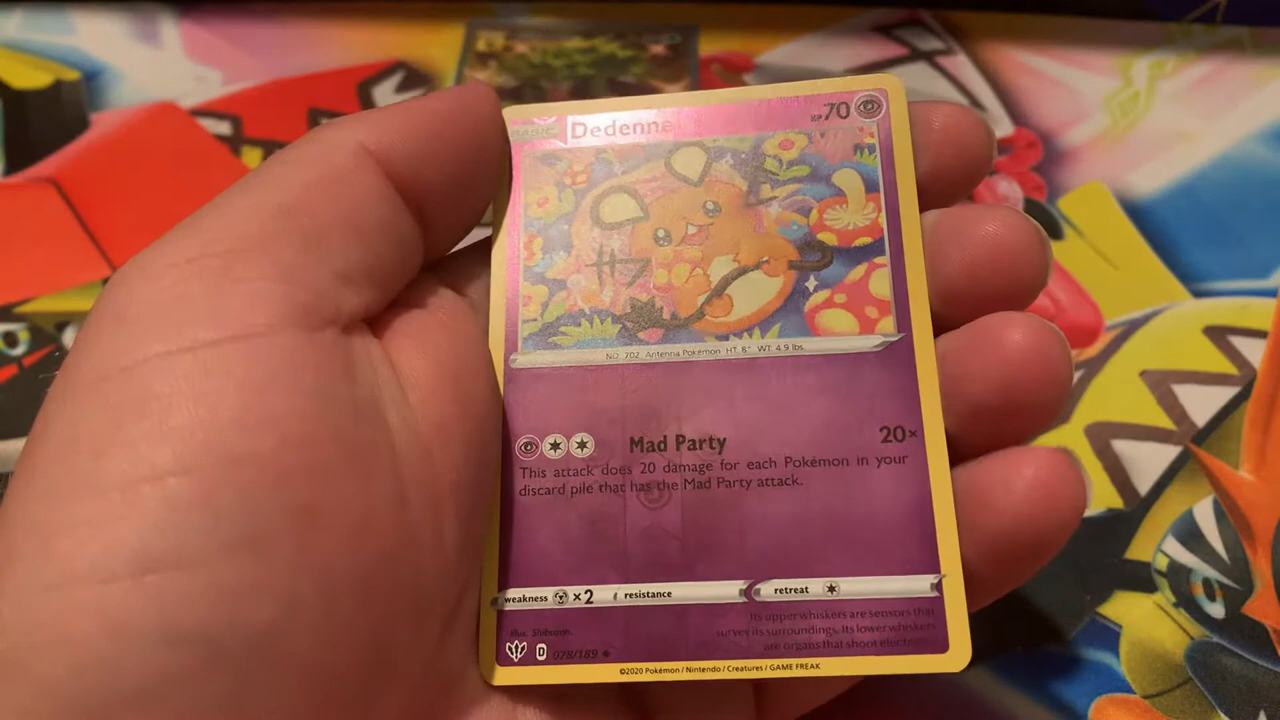 BASIC Dedenne HP 70
NO. 702 Antenna Pokémon HT: 8" WT: 4.9 lbs.
Mad Party 20×
This attack does 20 damage for each Pokémon in your
discard pile that has the Mad Party attack.
weakness ×2 resistance retreat
Its upper whiskers are sensors that
survey its surroundings. Its lower whiskers
are organs that shoot electricity.
Illus. Shibuzoh.
D 078/189
©2020 Pokémon / Nintendo / Creatures / GAME FREAK